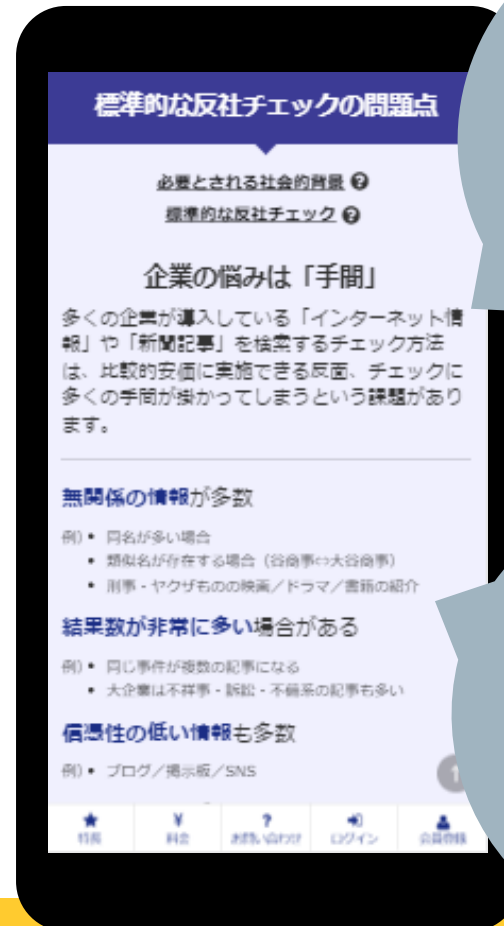 標準的な反社チェックの問題点
必要とされる社会的背景
標準的な反社チェック
企業の悩みは「手間」
多くの企業が導入している「インターネット情
報」や「新聞記事」を検索するチェック方法
は、比較的安価に実施できる反面、チェックに
多くの手間が掛かってしまうという課題があり
ます。
無関係の情報が多数
例)• 同名が多い場合
• 類似名が存在する場合（谷商事⇔大谷商事）
• 刑事・ヤクザものの映画／ドラマ／書籍の紹介
結果数が非常に多い場合がある
例)• 同じ事件が複数の記事になる
• 大企業は不祥事・訴訟・不備系の記事も多い
信憑性の低い情報も多数
例)• ブログ／掲示板／SNS
特長 料金 お問い合わせ ログイン 会員登録